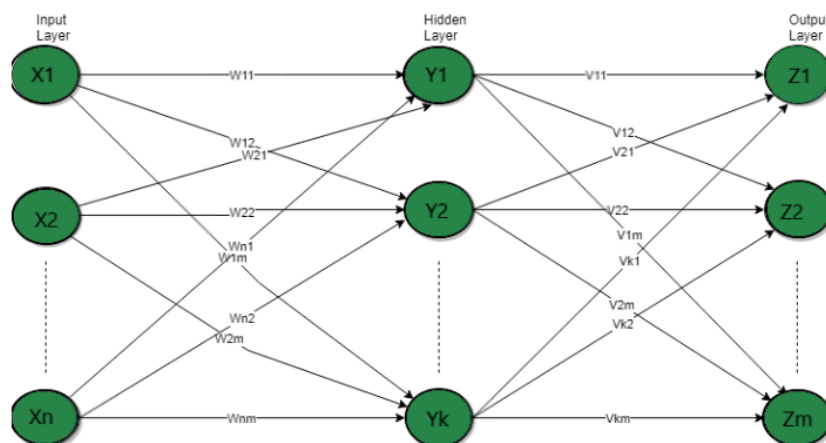 Input
Layer
Hidden
Layer
Output
Layer
X1
W11
Y1
V11
Z1
W12
W21
V12
V21
X2
W22
Y2
V22
Z2
Wn1
W1m
V1m
Vk1
Wn2
W2m
V2m
Vk2
Xn
Wnm
Yk
Vkm
Zm